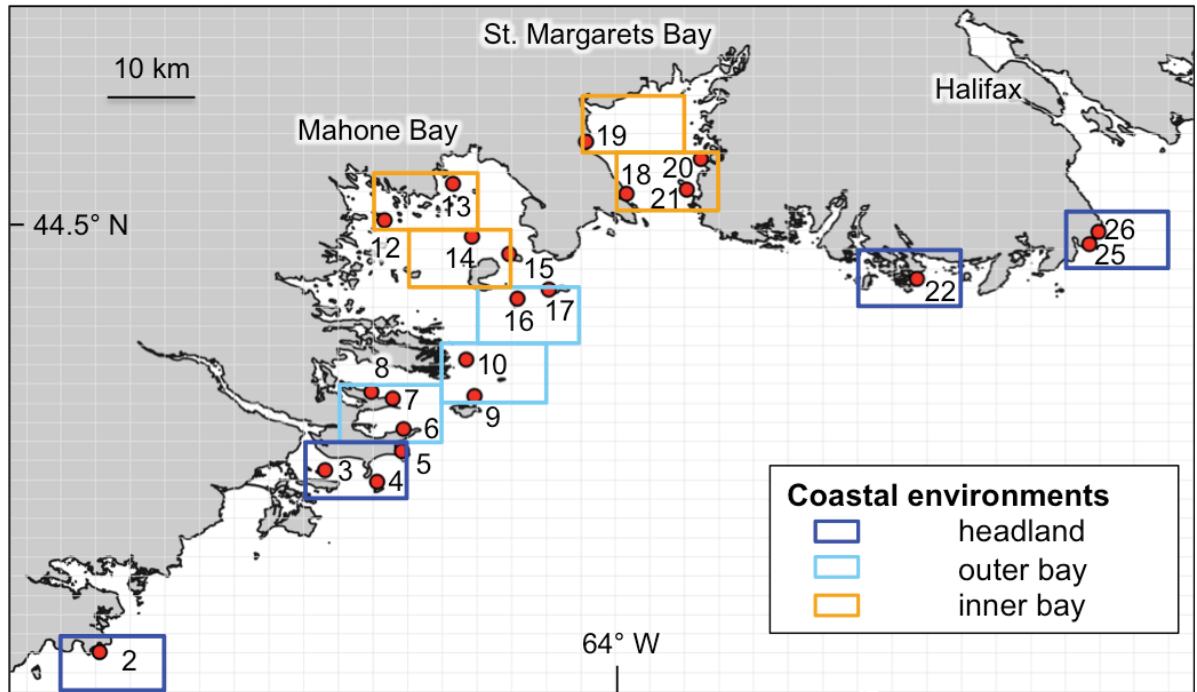 St. Margarets Bay
10 km
Halifax
Mahone Bay
19
20
18
21
13
44.5° N
12
14
15
26
25
22
16
17
10
8
7
9
6
5
3
4
Coastal environments
headland
outer bay
inner bay
64° W
2